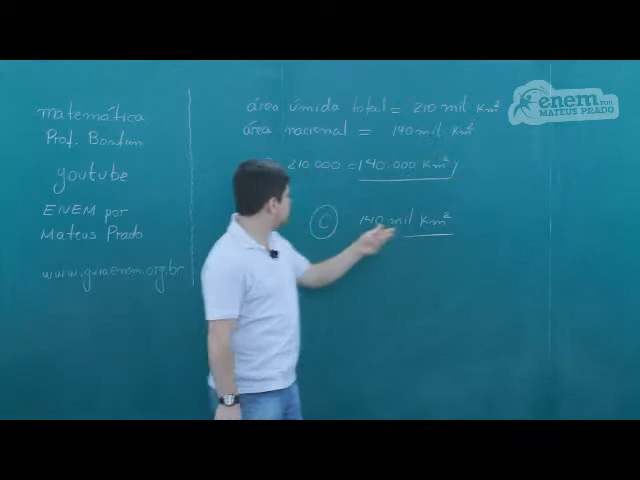 matemática
Prof. Bonfim
youtube
ENEM por
Mateus Prado
www.guiaenem.org.br
área úmida total = 210 mil Km²
área nacional = 140 mil Km²
210 000 = 140.000 Km²
C 140 mil Km²
enem POR
MATEUS PRADO